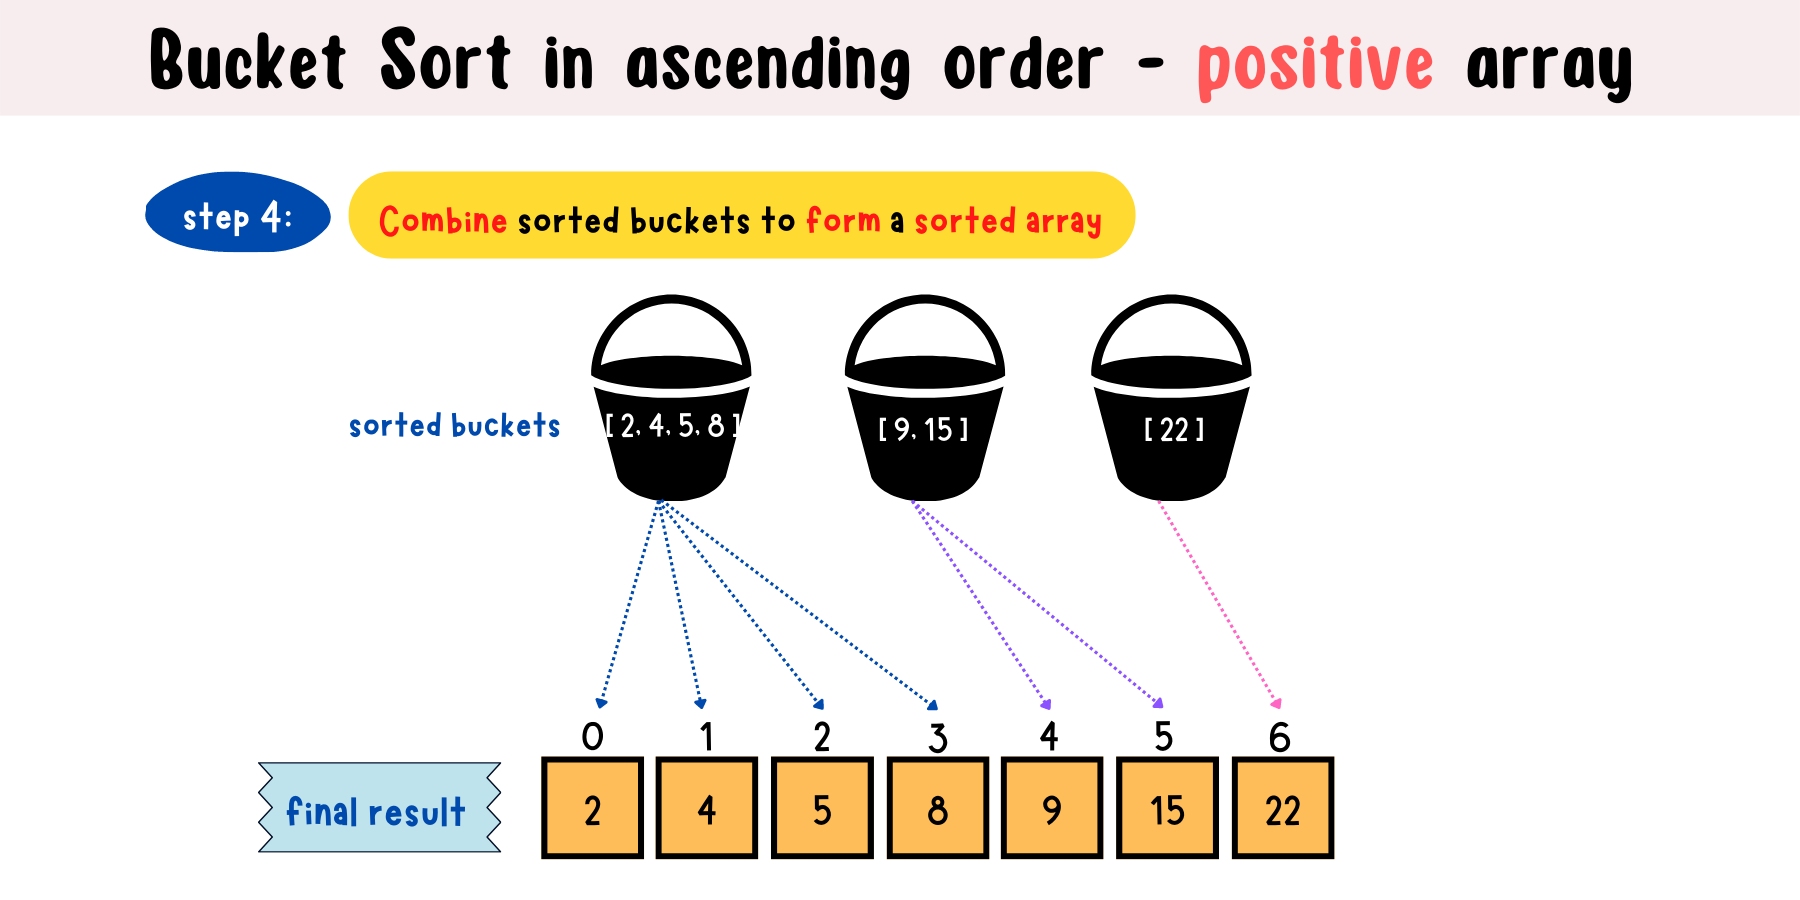 Bucket Sort in ascending order - positive array
step 4:
Combine sorted buckets to form a sorted array
sorted buckets
[ 2, 4, 5, 8 ]
[ 9, 15 ]
[ 22 ]
0 1 2 3 4 5 6
final result
2 4 5 8 9 15 22